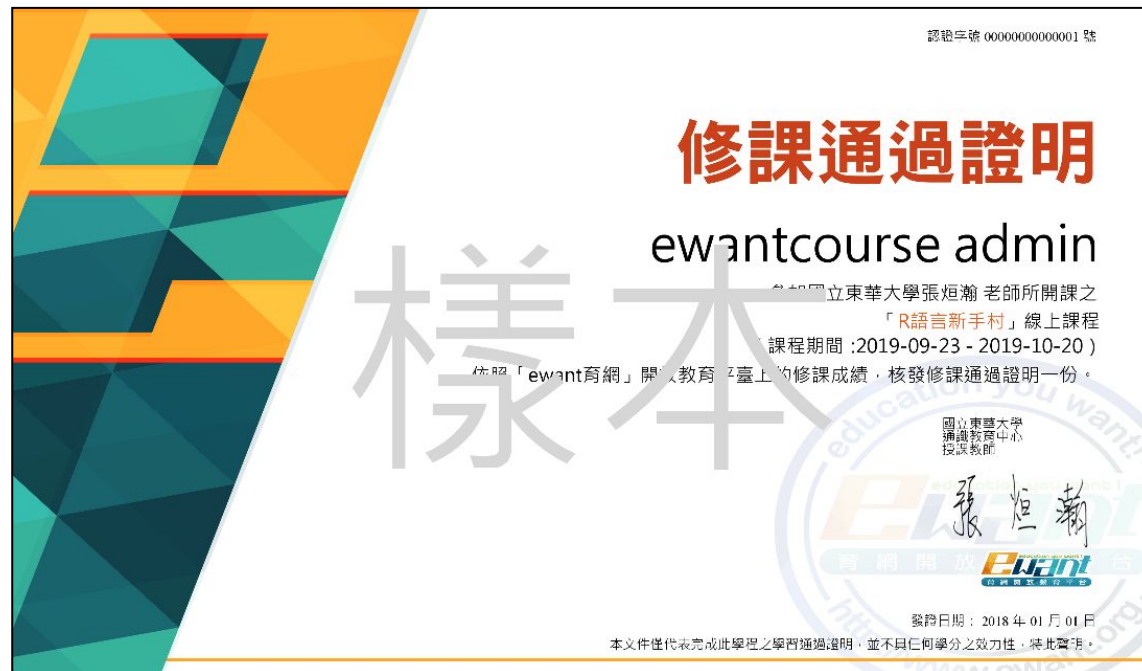 認證字號 00000000000001 號
修課通過證明
ewantcourse admin
參加國立東華大學張烜瀚 老師所開課之
「R語言新手村」線上課程
課程期間 :2019-09-23 - 2019-10-20 )
依照「ewant育網」開放教育平臺上的修課成績，核發修課通過證明一份。
樣本
education you want!
國立東華大學
通識教育中心
授課教師
張烜瀚
education you want !
ewant
育網開放教育平台
發證日期： 2018 年 01 月 01 日
本文件僅代表完成此學程之學習通過證明，並不具任何學分之效力性，特此聲明。